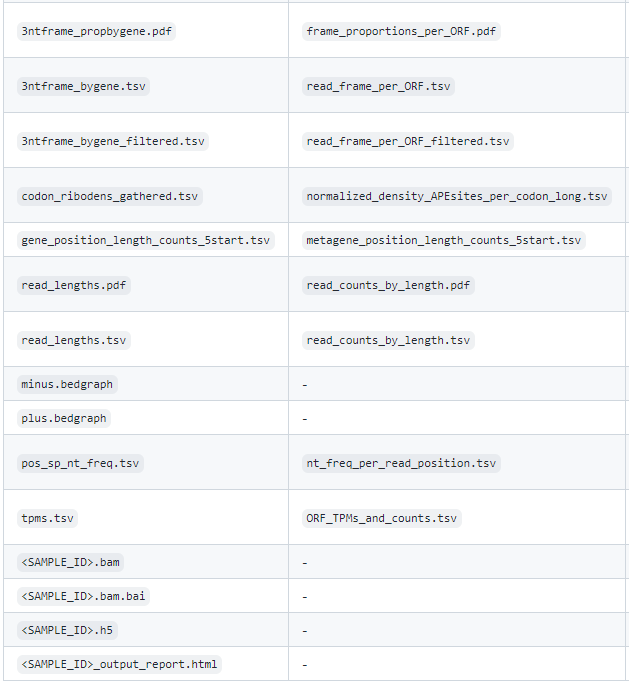 3ntframe_propbygene.pdf frame_proportions_per_ORF.pdf
3ntframe_bygene.tsv read_frame_per_ORF.tsv
3ntframe_bygene_filtered.tsv read_frame_per_ORF_filtered.tsv
codon_ribodens_gathered.tsv normalized_density_APEsites_per_codon_long.tsv
gene_position_length_counts_5start.tsv metagene_position_length_counts_5start.tsv
read_lengths.pdf read_counts_by_length.pdf
read_lengths.tsv read_counts_by_length.tsv
minus.bedgraph -
plus.bedgraph -
pos_sp_nt_freq.tsv nt_freq_per_read_position.tsv
tpms.tsv ORF_TPMs_and_counts.tsv
<SAMPLE_ID>.bam -
<SAMPLE_ID>.bam.bai -
<SAMPLE_ID>.h5 -
<SAMPLE_ID>_output_report.html -